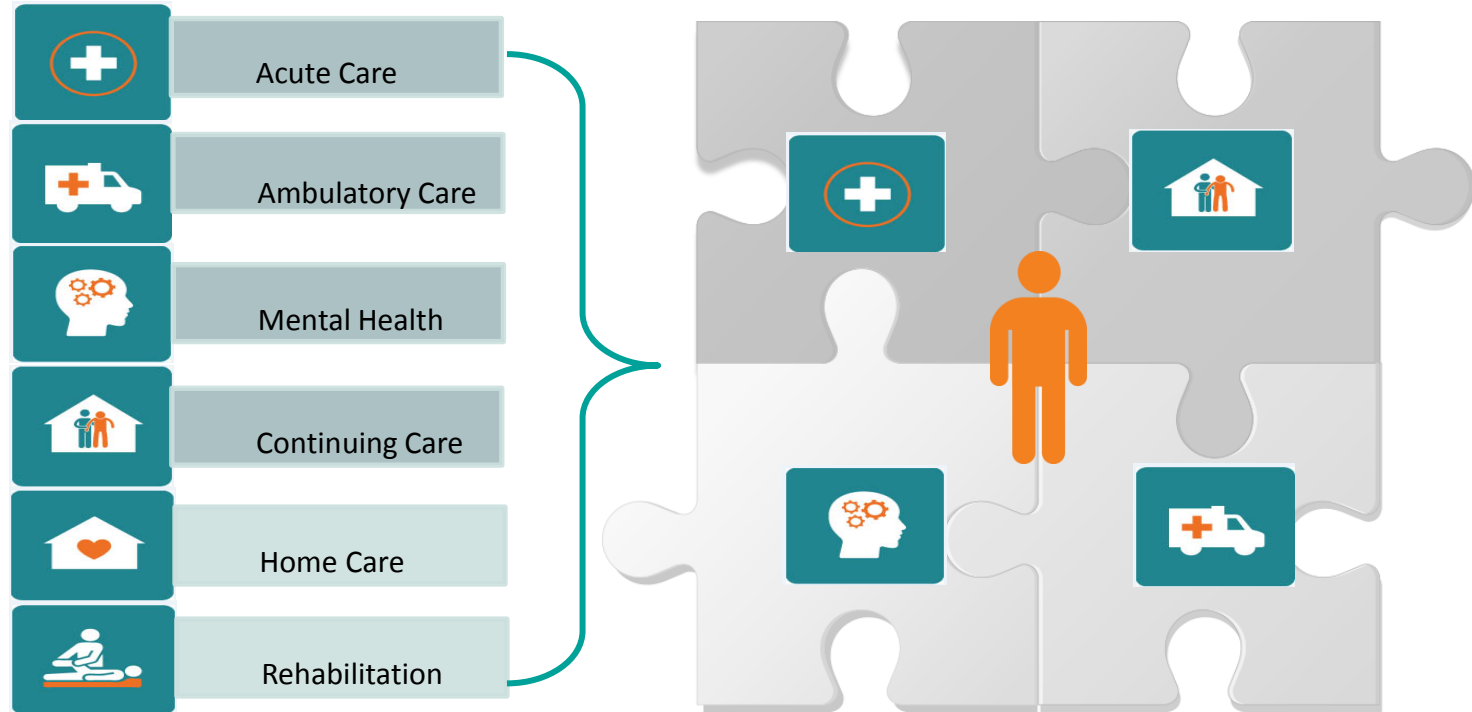 Acute Care
Ambulatory Care
Mental Health
Continuing Care
Home Care
Rehabilitation